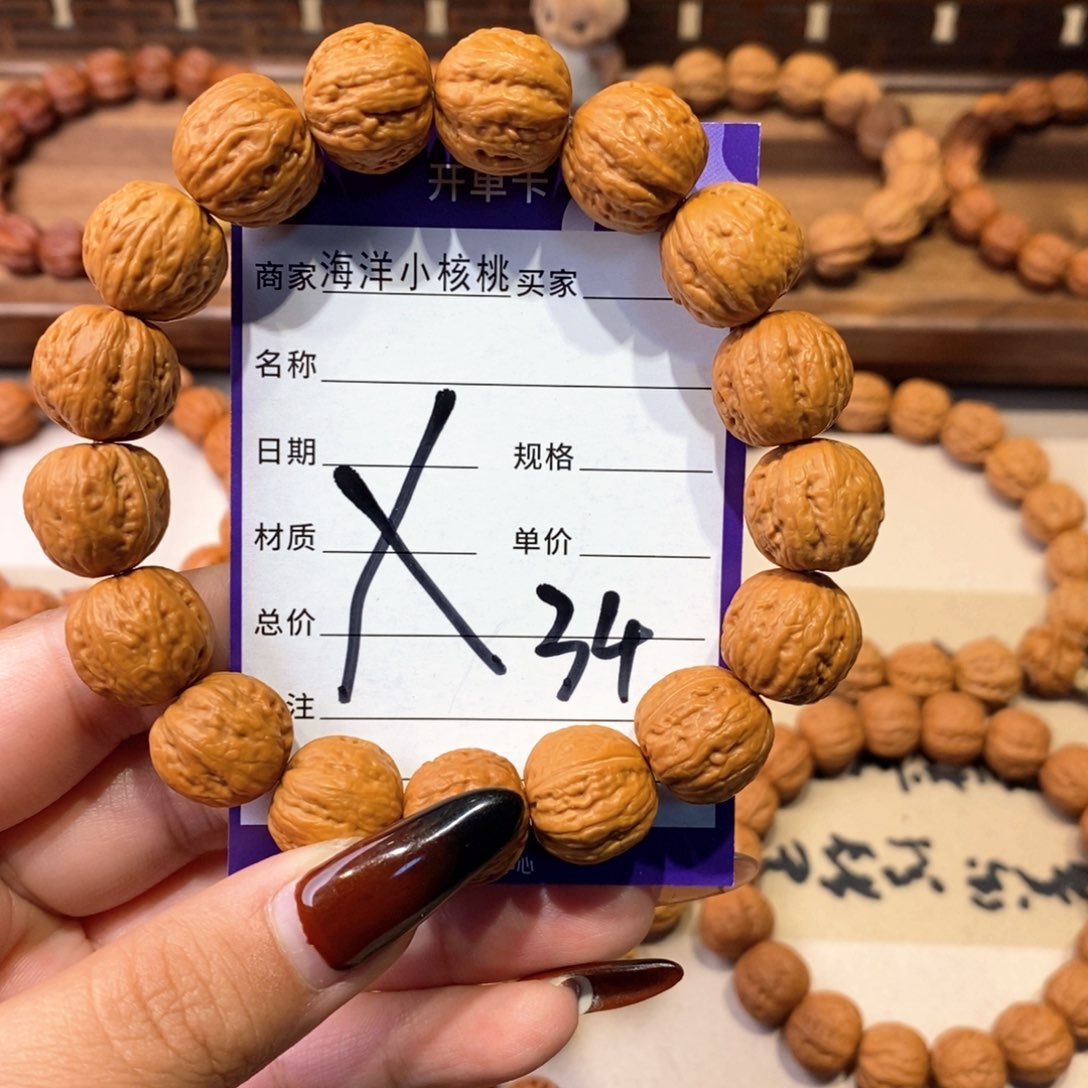 开单卡
商家海洋小核桃买家
名称
日期 规格
材质 单价
总价
X 34
注
心